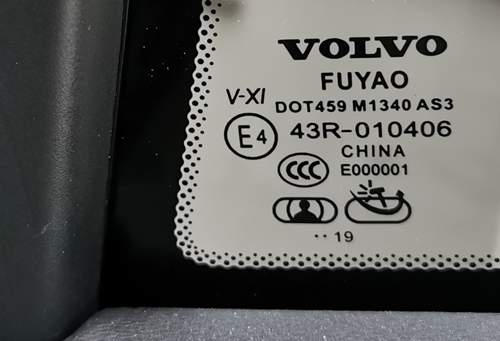 VOLVO
FUYAO
V-XI
DOT459 M1340 AS3
E4 43R-010406
CHINA
CCC E000001
·· 19